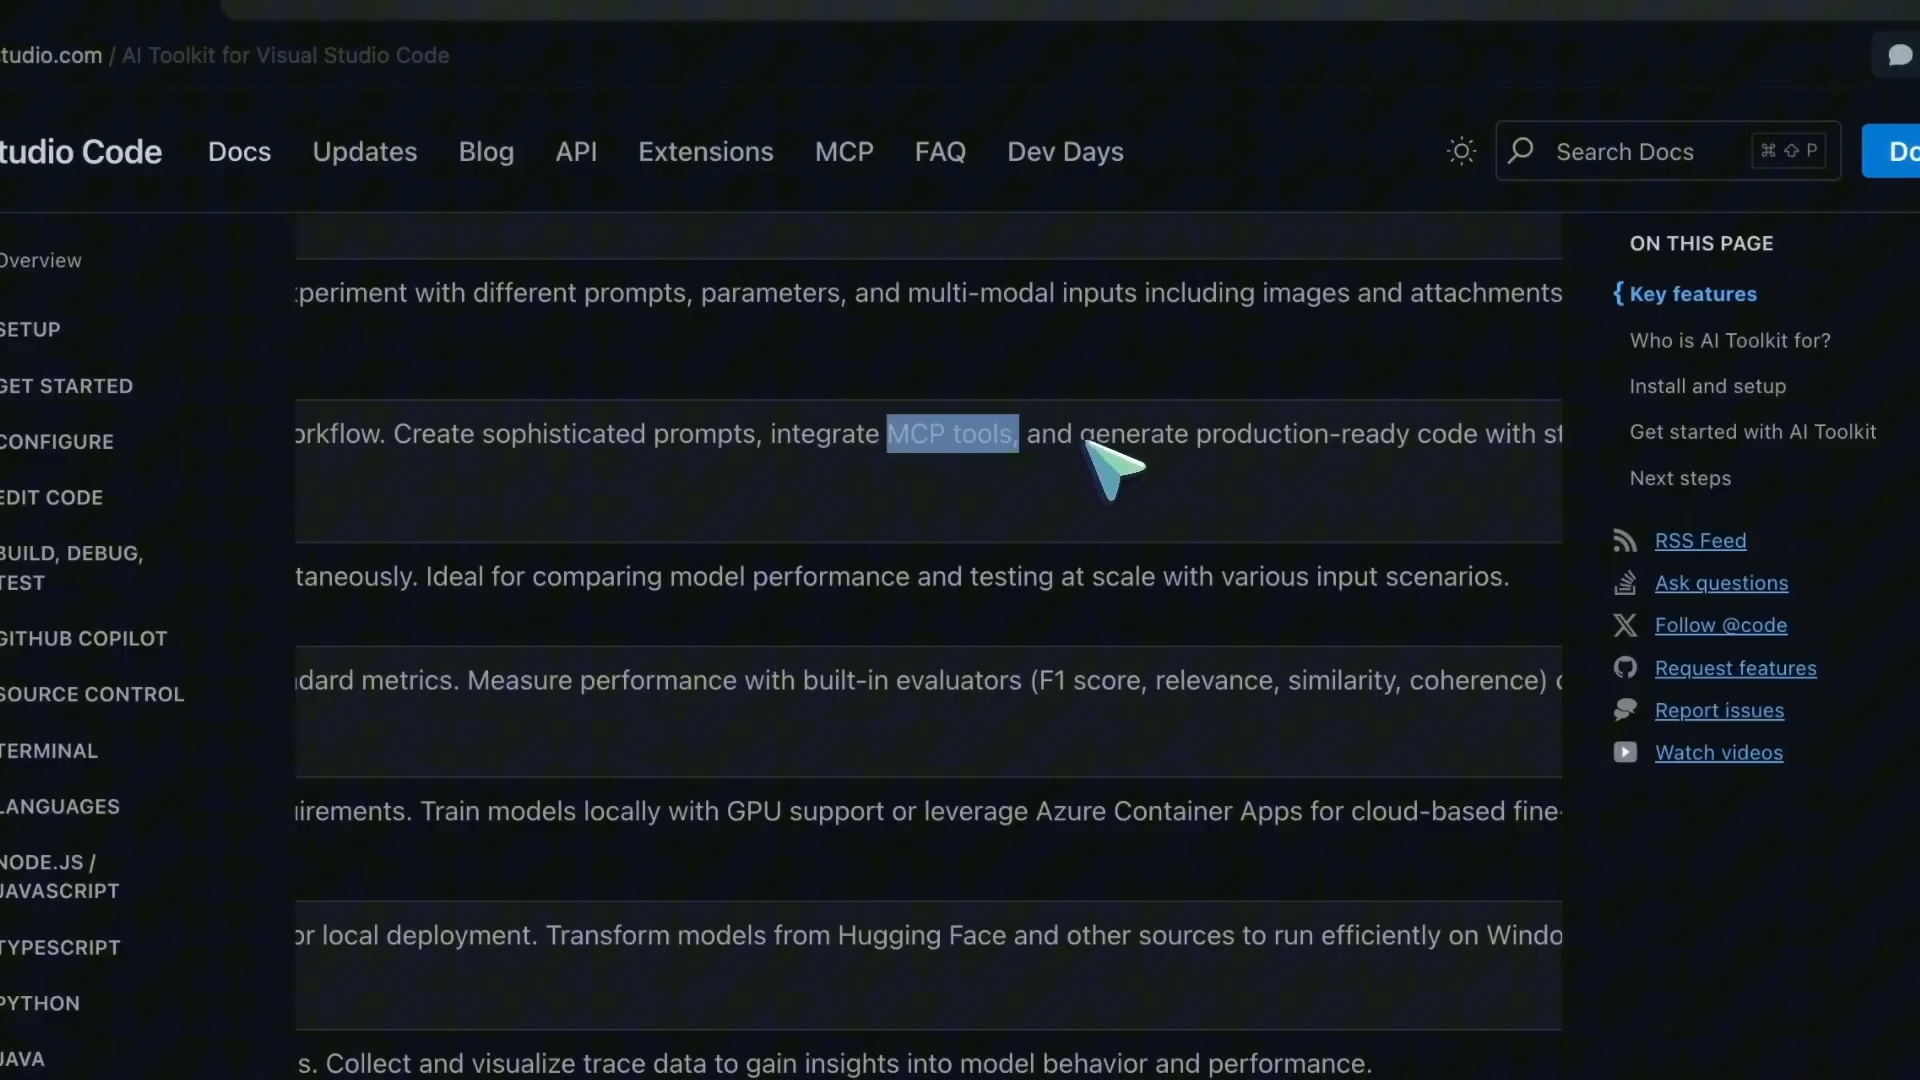 tudio.com / AI Toolkit for Visual Studio Code
tudio Code Docs Updates Blog API Extensions MCP FAQ Dev Days Search Docs ⌘ ⇧ P Do
Overview
SETUP
GET STARTED
CONFIGURE
EDIT CODE
BUILD, DEBUG,
TEST
GITHUB COPILOT
SOURCE CONTROL
TERMINAL
LANGUAGES
NODE.JS /
JAVASCRIPT
TYPESCRIPT
PYTHON
JAVA
xperiment with different prompts, parameters, and multi-modal inputs including images and attachments
orkflow. Create sophisticated prompts, integrate MCP tools, and generate production-ready code with st
taneously. Ideal for comparing model performance and testing at scale with various input scenarios.
ndard metrics. Measure performance with built-in evaluators (F1 score, relevance, similarity, coherence)
uirements. Train models locally with GPU support or leverage Azure Container Apps for cloud-based fine-
or local deployment. Transform models from Hugging Face and other sources to run efficiently on Windo
s. Collect and visualize trace data to gain insights into model behavior and performance.
ON THIS PAGE
Key features
Who is AI Toolkit for?
Install and setup
Get started with AI Toolkit
Next steps
RSS Feed
Ask questions
Follow @code
Request features
Report issues
Watch videos